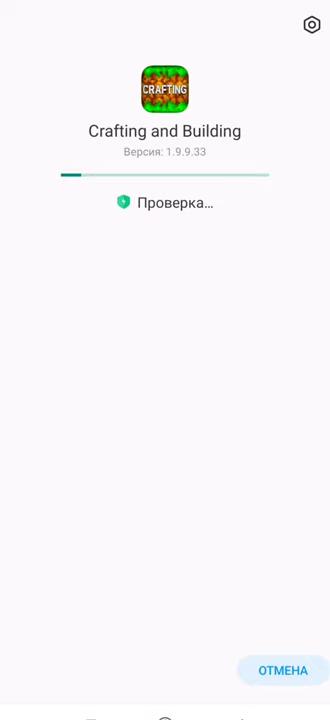 CRAFTING
Crafting and Building
Версия: 1.9.9.33
Проверка...
ОТМЕНА